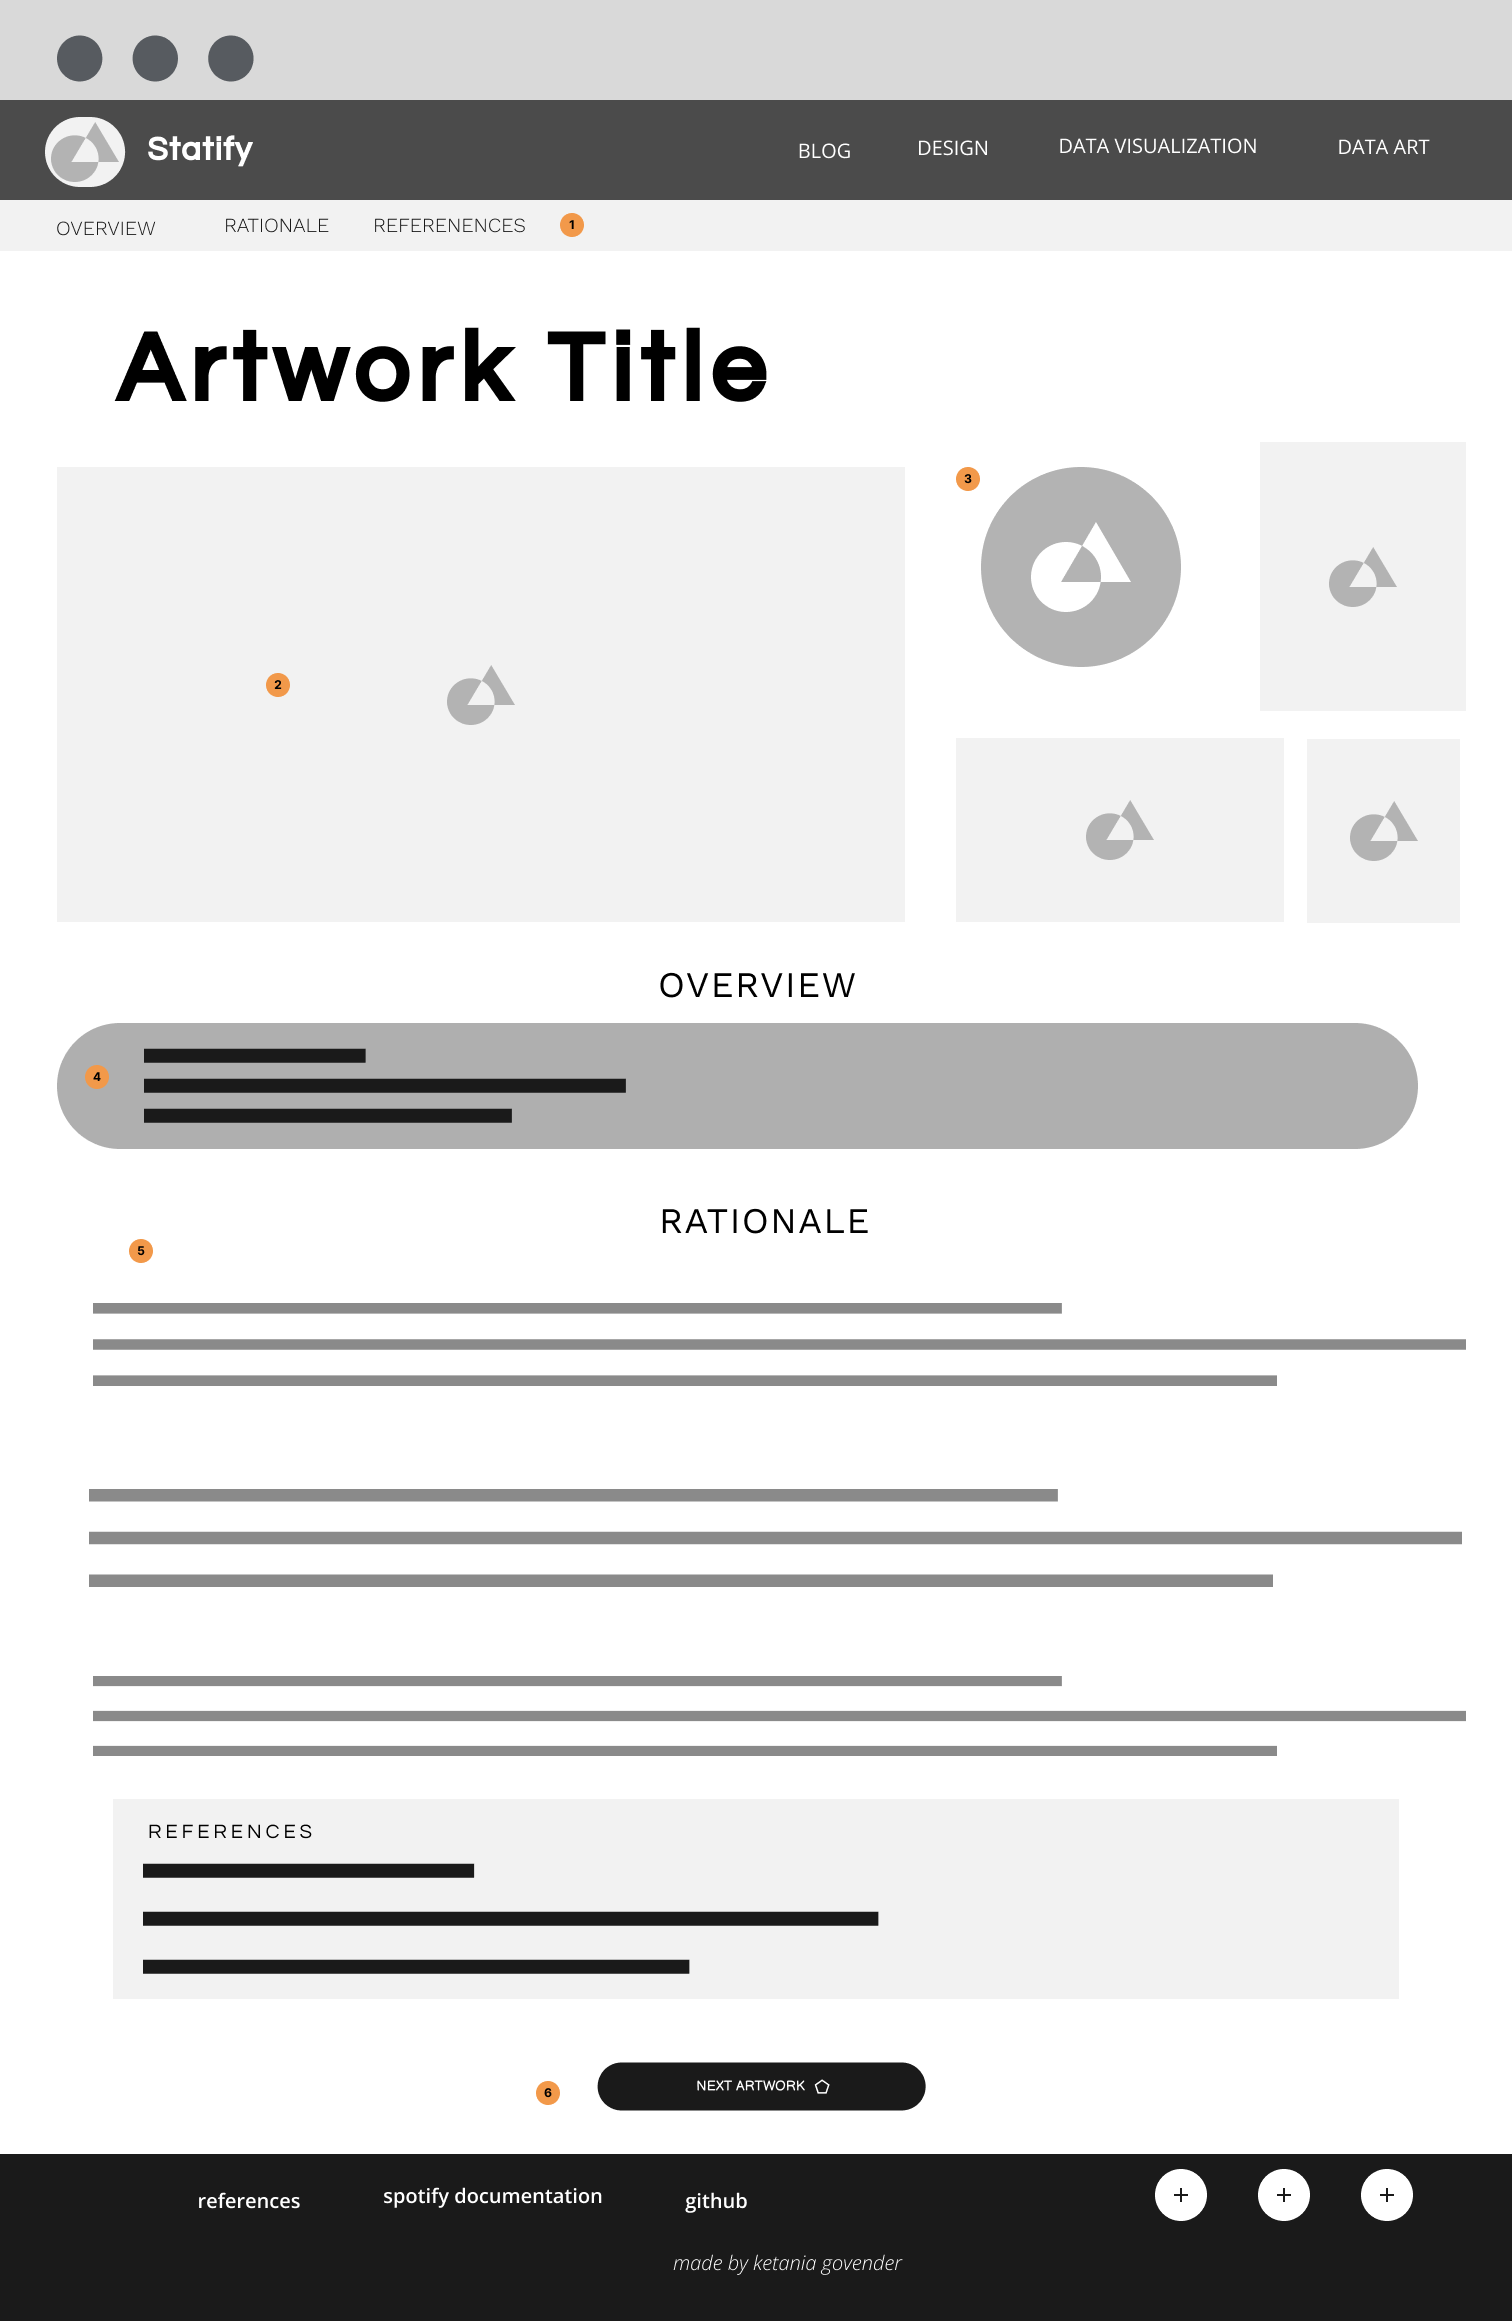 Statify
BLOG DESIGN DATA VISUALIZATION DATA ART
OVERVIEW RATIONALE REFERENENCES 1
Artwork Title
3
2
OVERVIEW
4
RATIONALE
5
REFERENCES
6 NEXT ARTWORK
references spotify documentation github
made by ketania govender